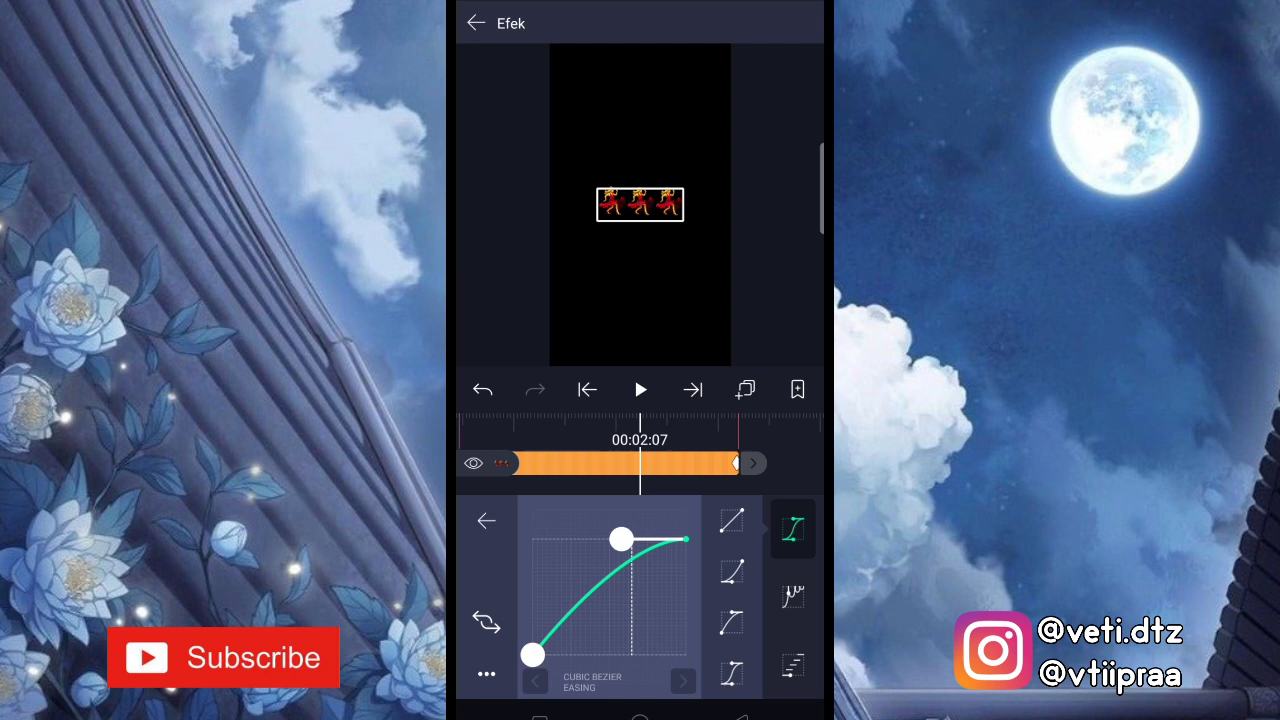 Efek
00:02:07
CUBIC BEZIER
EASING
Subscribe
@veti.dtz
@vtiipraa